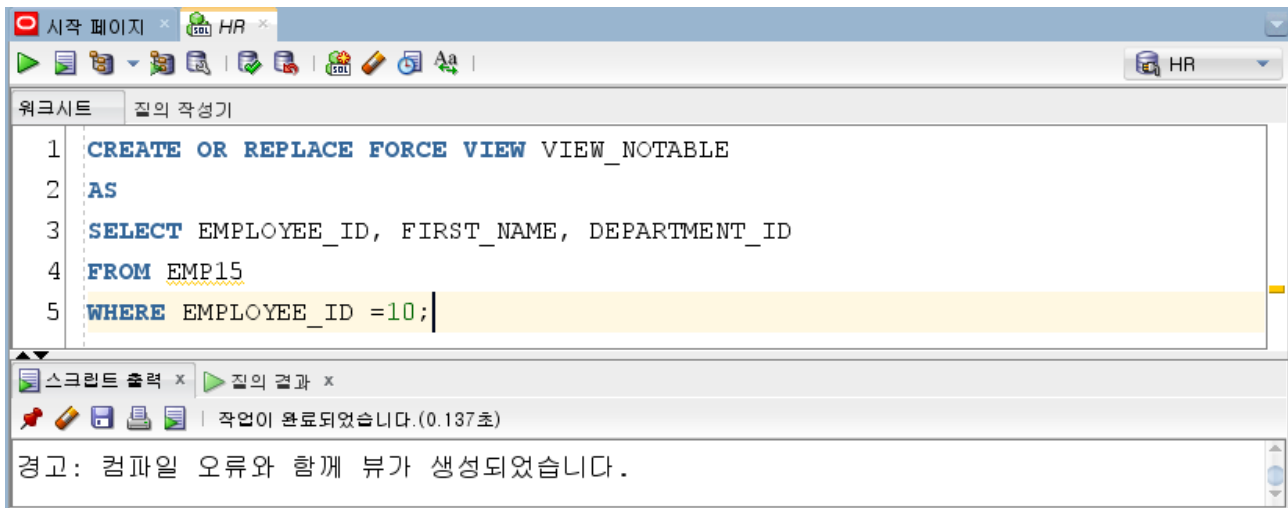 시작 페이지 HR
SQL HR
워크시트 질의 작성기
1 CREATE OR REPLACE FORCE VIEW VIEW_NOTABLE
2 AS
3 SELECT EMPLOYEE_ID, FIRST_NAME, DEPARTMENT_ID
4 FROM EMP15
5 WHERE EMPLOYEE_ID =10;
스크립트 출력 x 질의 결과 x
작업이 완료되었습니다.(0.137초)
경고: 컴파일 오류와 함께 뷰가 생성되었습니다.